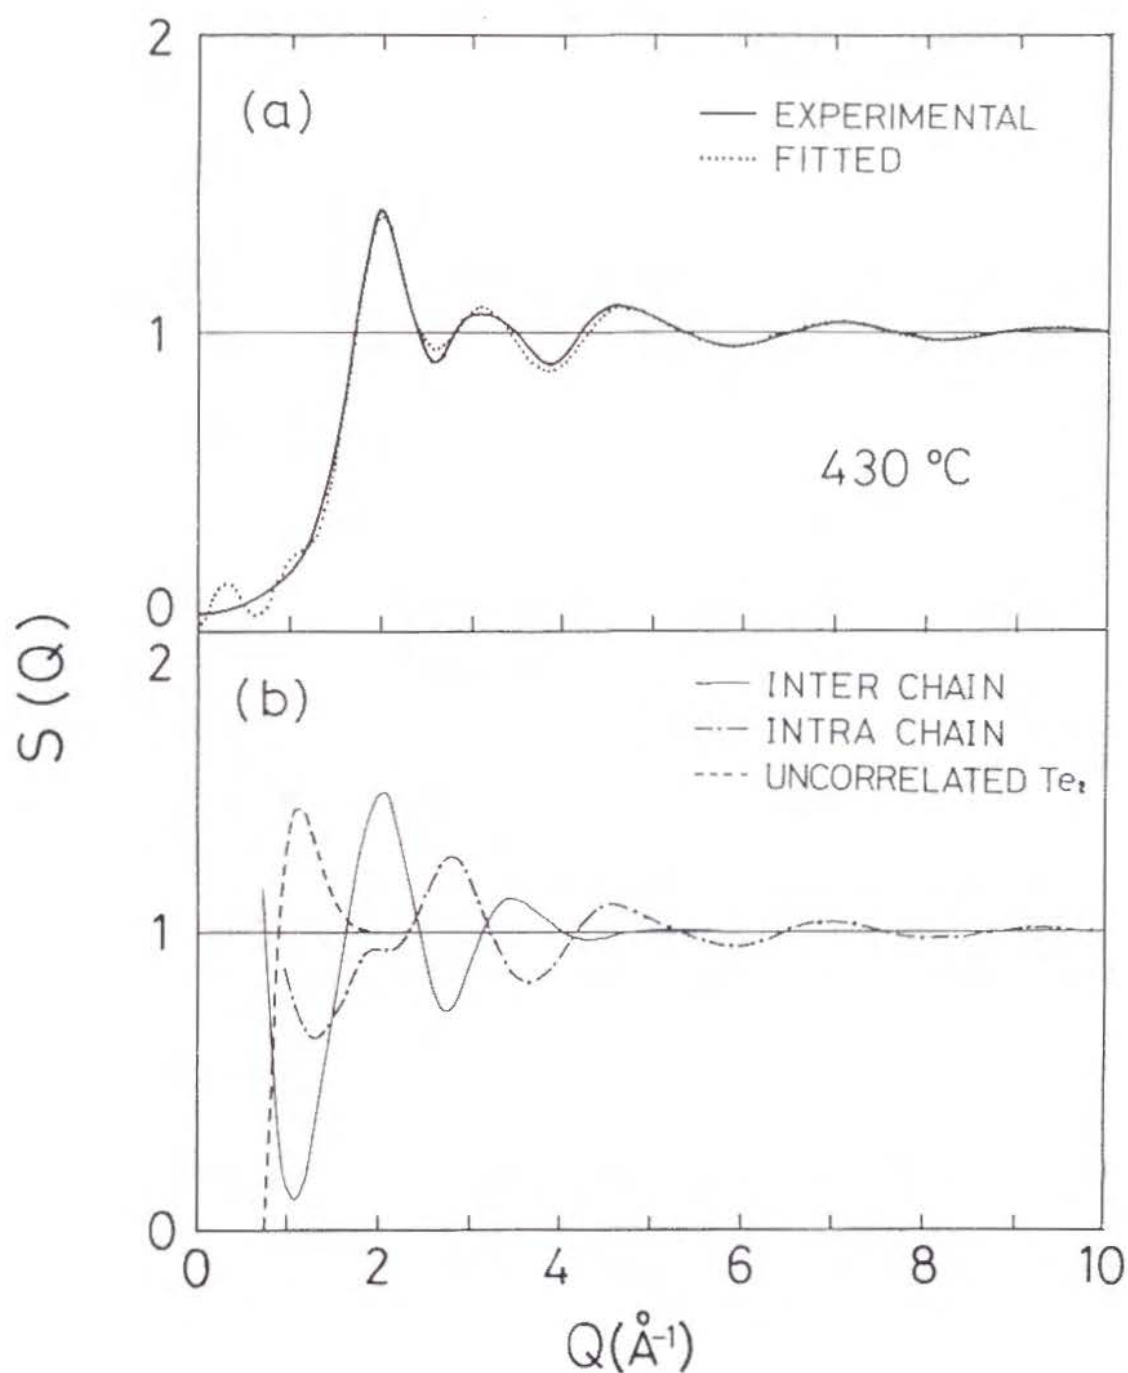 2
(a)
EXPERIMENTAL
FITTED
1
430 °C
0
S(Q)
2
(b)
INTER CHAIN
INTRA CHAIN
UNCORRELATED Te₂
1
0
0 2 4 6 8 10
Q(Å⁻¹)